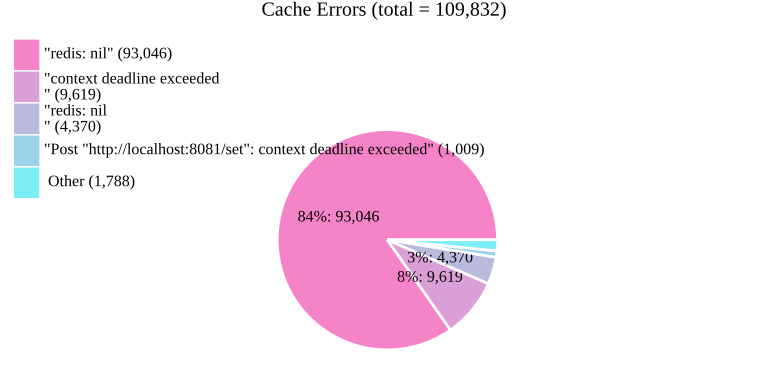 Cache Errors (total = 109,832)
"redis: nil" (93,046)
"context deadline exceeded
" (9,619)
"redis: nil
" (4,370)
"Post "http://localhost:8081/set": context deadline exceeded" (1,009)
Other (1,788)
84%: 93,046
3%: 4,370
8%: 9,619